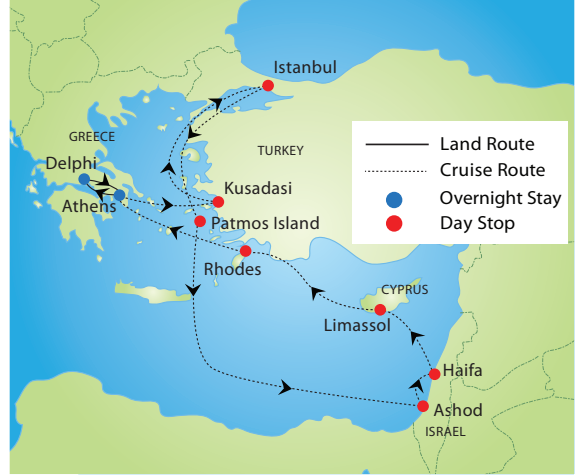 Istanbul
GREECE
Delphi
Athens
TURKEY
Kusadasi
Patmos Island
Rhodes
CYPRUS
Limassol
Haifa
Ashod
ISRAEL
Land Route
Cruise Route
Overnight Stay
Day Stop